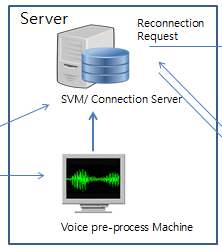 Server
Reconnection
Request
SVM/ Connection Server
Voice pre-process Machine